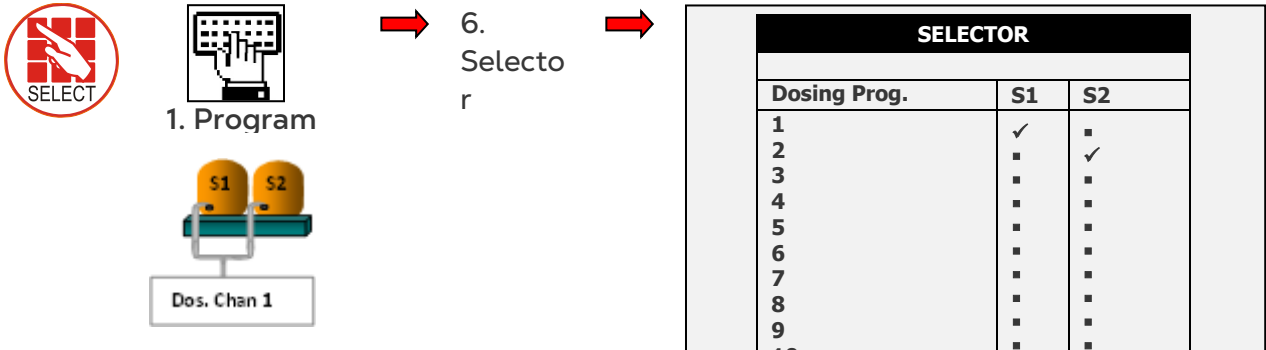 SELECT
1. Program
6.
Selecto
r
SELECTOR
Dosing Prog. S1 S2
1 ✓ ▪
2 ▪ ✓
3 ▪ ▪
4 ▪ ▪
5 ▪ ▪
6 ▪ ▪
7 ▪ ▪
8 ▪ ▪
9 ▪ ▪
S1 S2
Dos. Chan 1